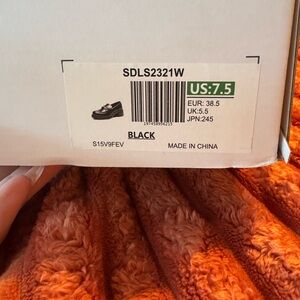 SDLS2321W
US:7.5
EUR: 38.5
UK:5.5
JPN:245
BLACK
S15V9FEV
MADE IN CHINA